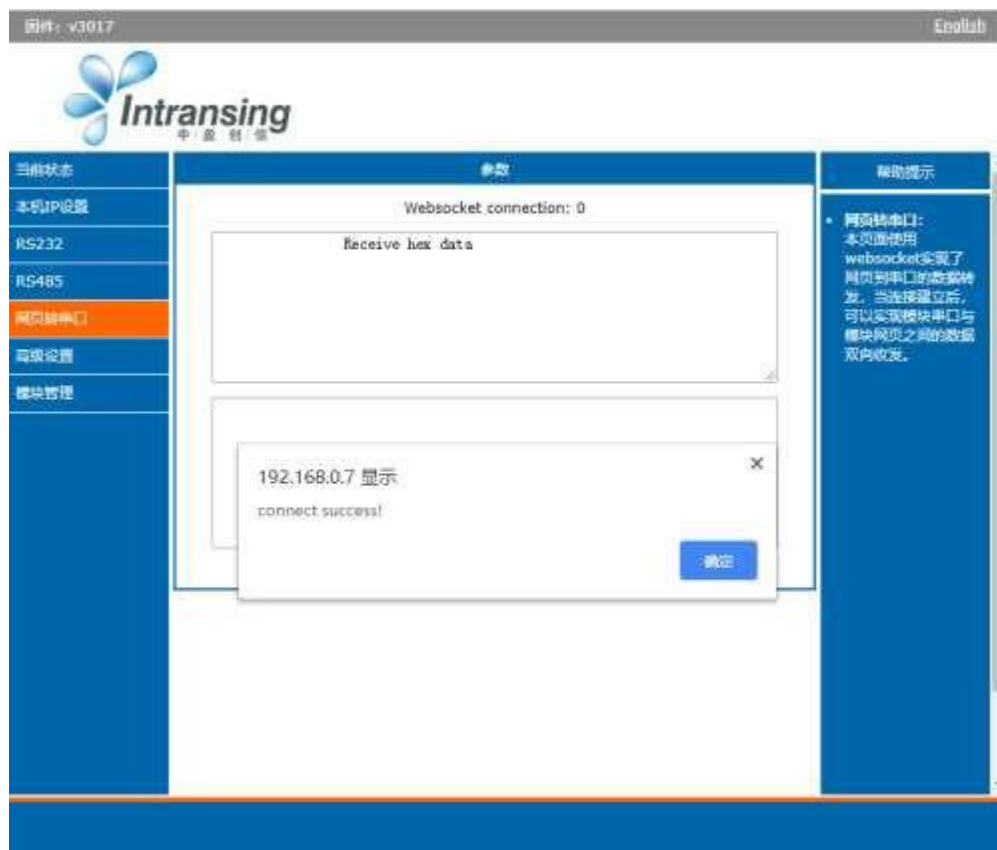 固件：v3017
English
Intransing
中盈创信
当前状态
本机IP设置
RS232
RS485
网页转串口
高级设置
模块管理
参数
Websocket connection: 0
Receive hex data
192.168.0.7 显示
connect success!
确定
帮助提示
网页转串口：
本页面使用
websocket实现了
网页到串口的数据转
发，当连接建立后，
可以实现模块串口与
模块网页之间的数据
双向收发。